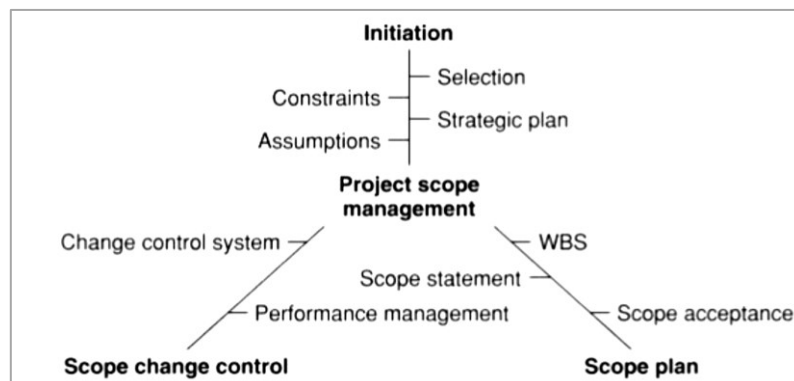 Initiation
Selection
Constraints
Strategic plan
Assumptions
Project scope
management
Change control system
WBS
Scope statement
Performance management
Scope acceptance
Scope change control
Scope plan